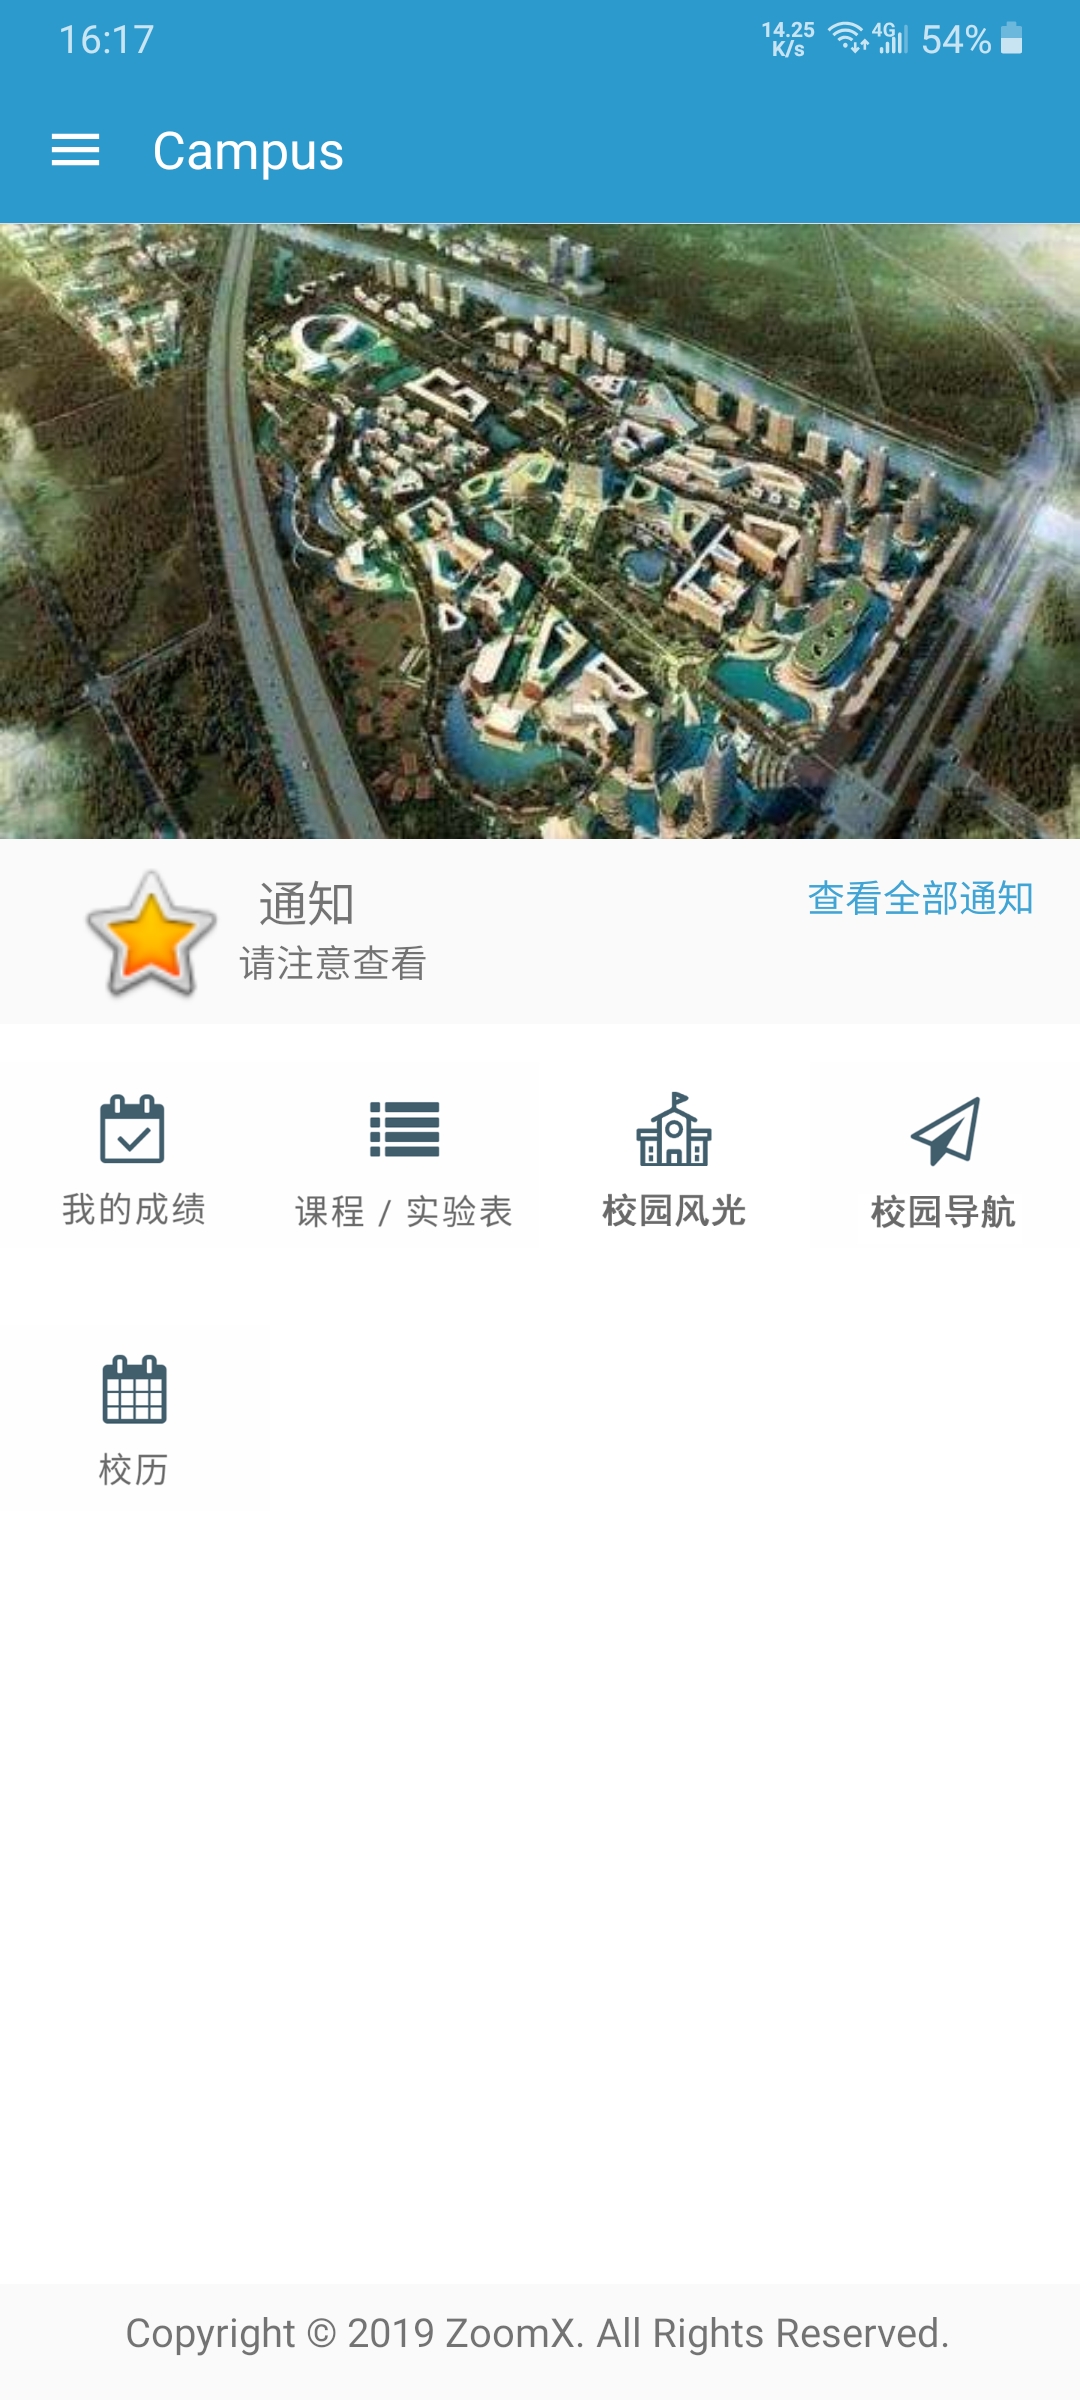 16:17
14.25
K/s
4G
54%
Campus
通知
查看全部通知
请注意查看
我的成绩
课程 / 实验表
校园风光
校园导航
校历
Copyright © 2019 ZoomX. All Rights Reserved.